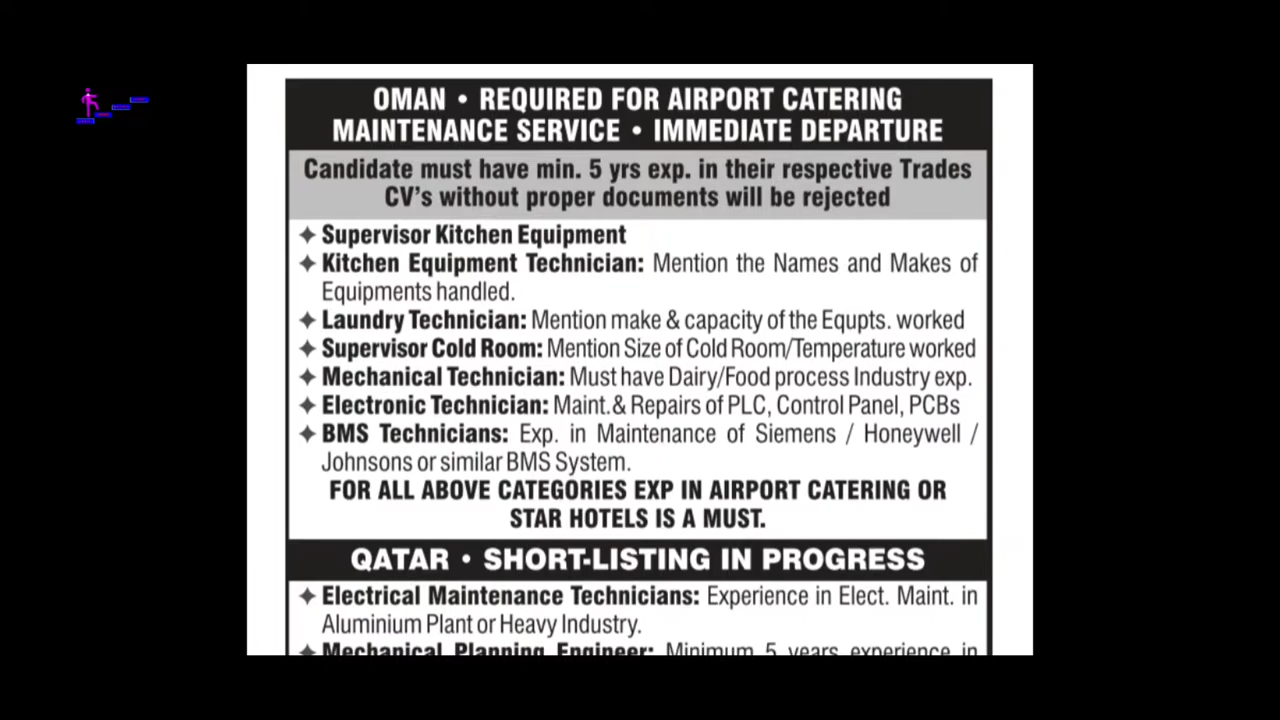 OMAN • REQUIRED FOR AIRPORT CATERING
MAINTENANCE SERVICE • IMMEDIATE DEPARTURE
Candidate must have min. 5 yrs exp. in their respective Trades
CV's without proper documents will be rejected
✦ Supervisor Kitchen Equipment
✦ Kitchen Equipment Technician: Mention the Names and Makes of
Equipments handled.
✦ Laundry Technician: Mention make & capacity of the Equpts. worked
✦ Supervisor Cold Room: Mention Size of Cold Room/Temperature worked
✦ Mechanical Technician: Must have Dairy/Food process Industry exp.
✦ Electronic Technician: Maint.& Repairs of PLC, Control Panel, PCBs
✦ BMS Technicians: Exp. in Maintenance of Siemens / Honeywell /
Johnsons or similar BMS System.
FOR ALL ABOVE CATEGORIES EXP IN AIRPORT CATERING OR
STAR HOTELS IS A MUST.
QATAR • SHORT-LISTING IN PROGRESS
✦ Electrical Maintenance Technicians: Experience in Elect. Maint. in
Aluminium Plant or Heavy Industry.
✦ Mechanical Planning Engineer: Minimum 5 years experience in